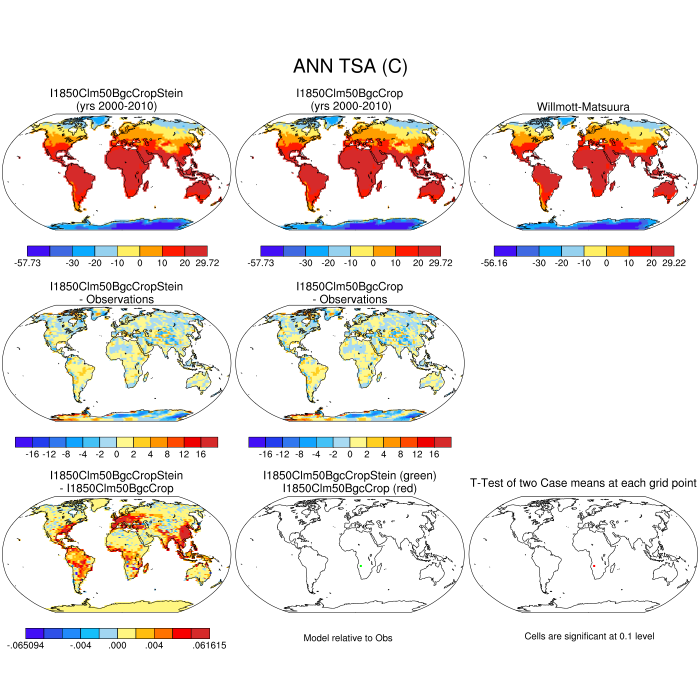 ANN TSA (C)
I1850Clm50BgcCropStein
(yrs 2000-2010)
I1850Clm50BgcCrop
(yrs 2000-2010)
Willmott-Matsuura
-57.73 -30 -20 -10 0 10 20 29.72
-57.73 -30 -20 -10 0 10 20 29.72
-56.16 -30 -20 -10 0 10 20 29.22
I1850Clm50BgcCropStein
- Observations
I1850Clm50BgcCrop
- Observations
-16 -12 -8 -4 -2 0 2 4 8 12 16
-16 -12 -8 -4 -2 0 2 4 8 12 16
I1850Clm50BgcCropStein
- I1850Clm50BgcCrop
I1850Clm50BgcCropStein (green)
I1850Clm50BgcCrop (red)
T-Test of two Case means at each grid point
-.065094 -.004 .000 .004 .061615
Model relative to Obs
Cells are significant at 0.1 level